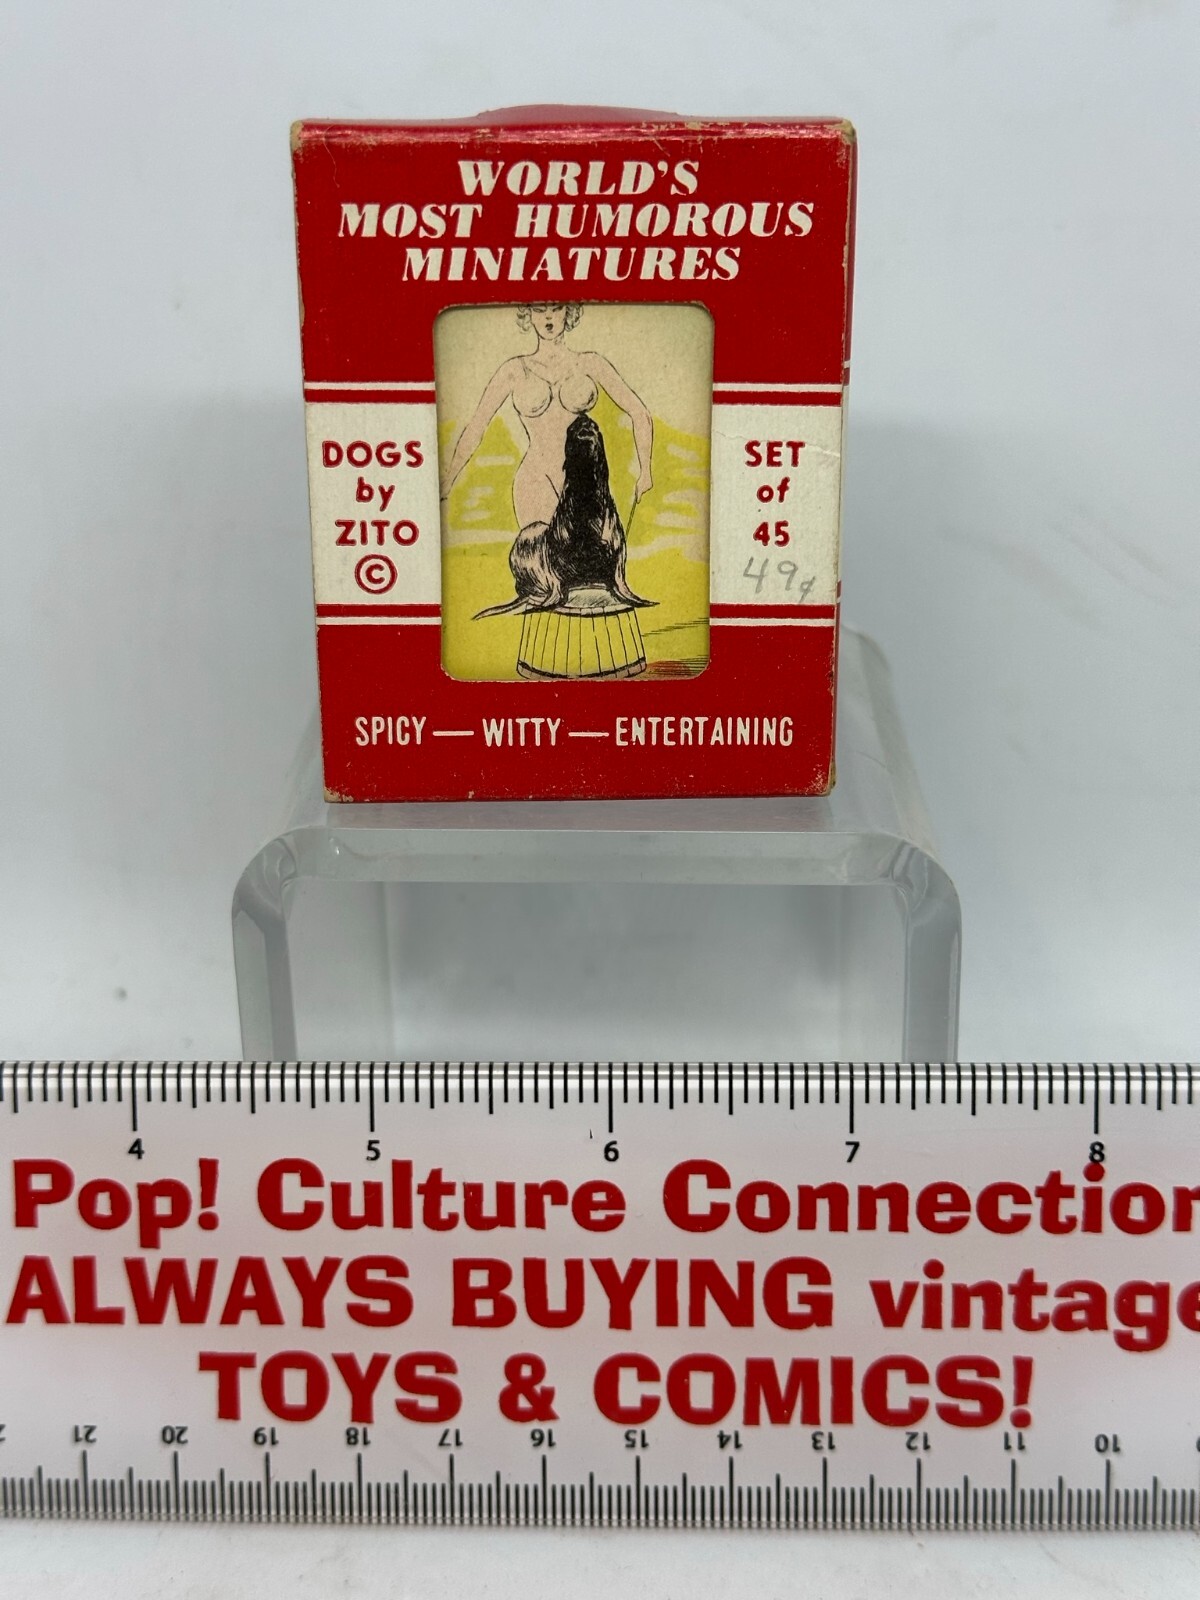 WORLD'S
MOST HUMOROUS
MINIATURES
DOGS
by
ZITO
©
SET
of
45
49¢
SPICY — WITTY — ENTERTAINING
4 5 6 7 8
Pop! Culture Connection
ALWAYS BUYING vintage
TOYS & COMICS!
21 20 19 18 17 16 15 14 13 12 11 10